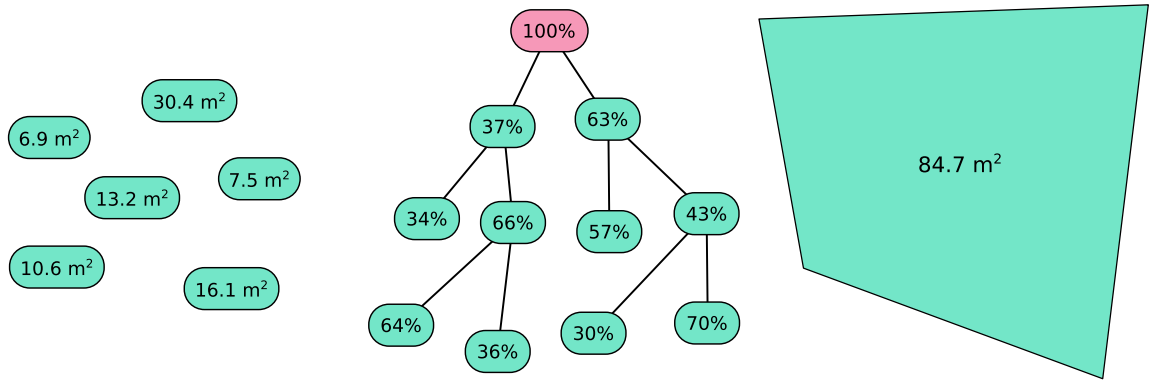 30.4 m²
6.9 m²
7.5 m²
13.2 m²
10.6 m²
16.1 m²
100%
37%
63%
34%
66%
57%
43%
64%
36%
30%
70%
84.7 m²